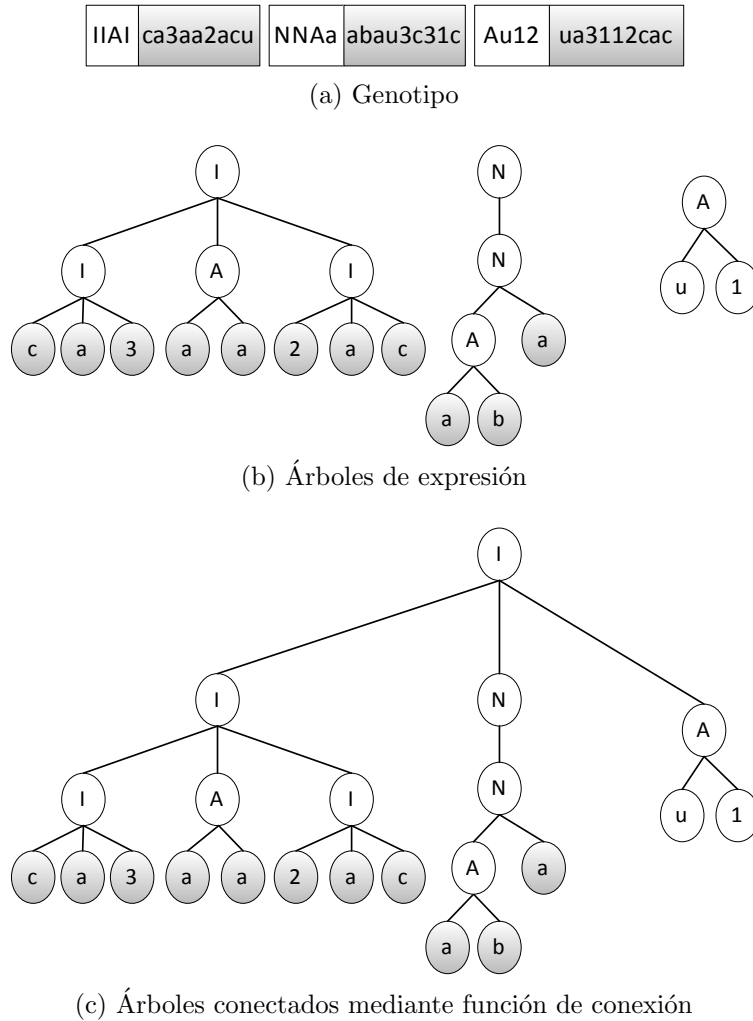 IIAI ca3aa2acu NNAa abau3c31c Au12 ua3112cac
(a) Genotipo
I N
A
I A I N u 1
c a 3 a a 2 a c A a
a b
(b) Árboles de expresión
I
I N A
I A I N u 1
c a 3 a a 2 a c A a
a b
(c) Árboles conectados mediante función de conexión